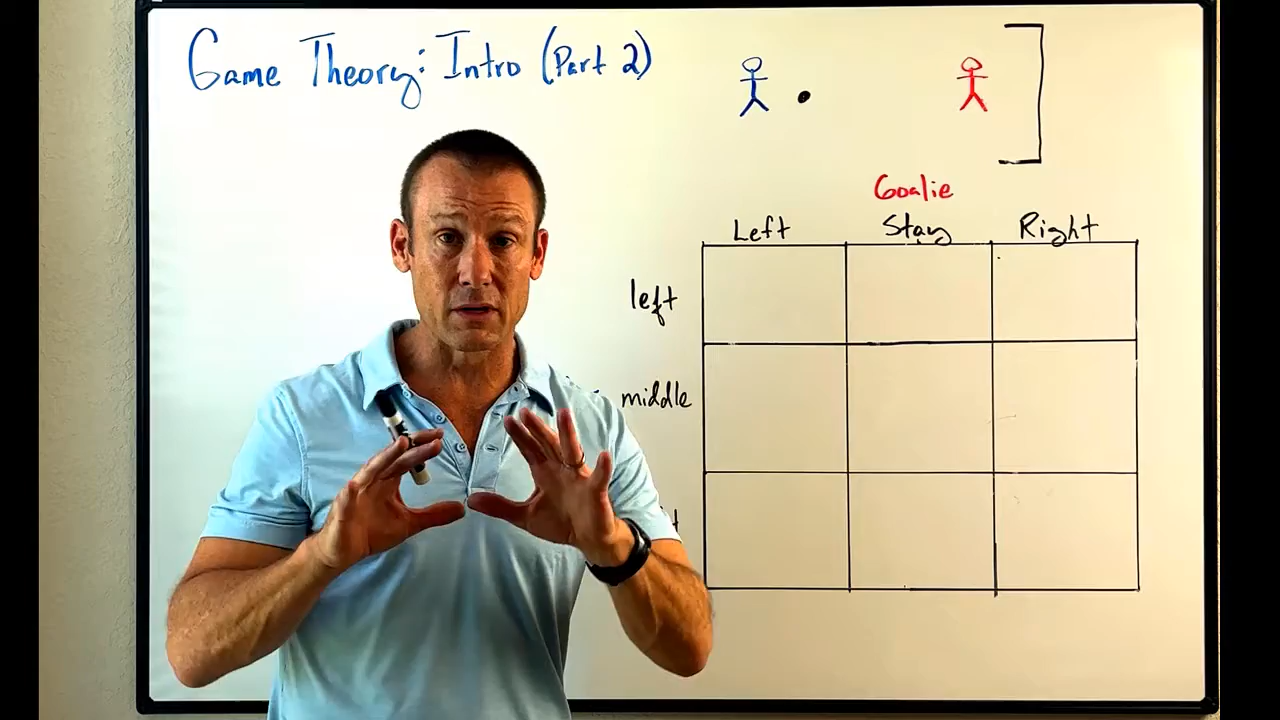 Game Theory: Intro (Part 2)
Goalie
Left Stay Right
left
middle